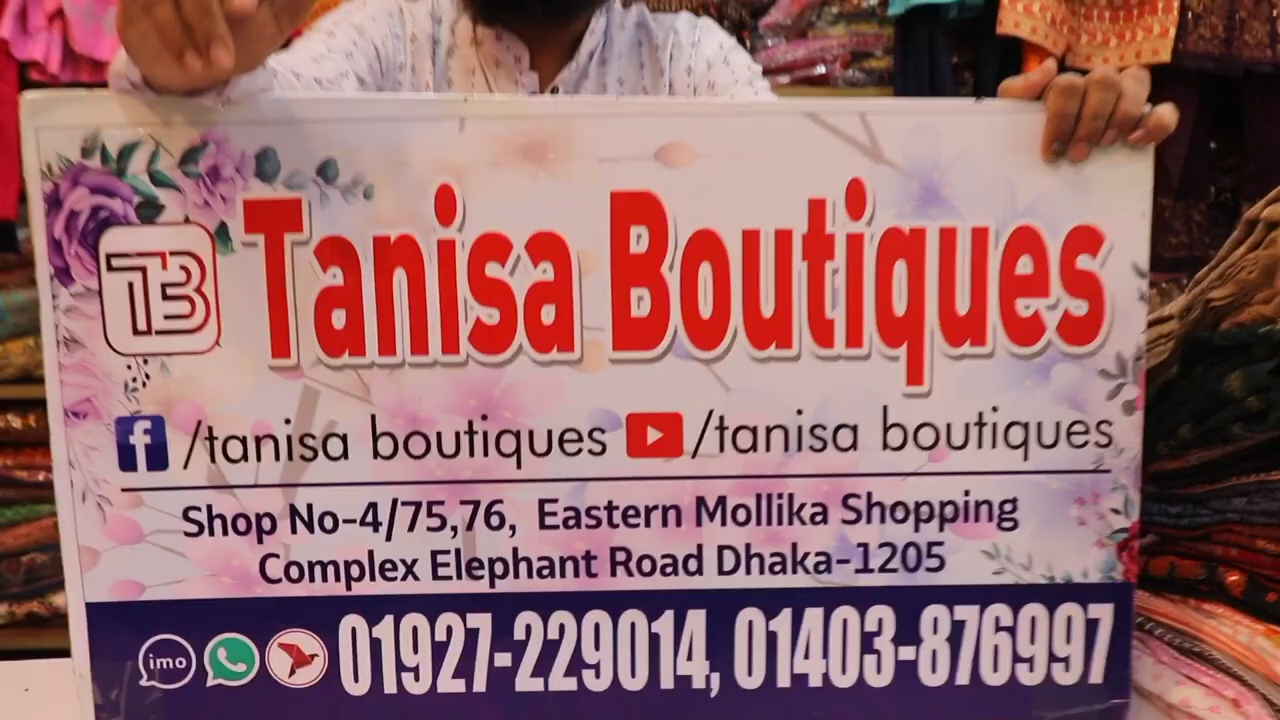 TB
Tanisa Boutiques
f /tanisa boutiques /tanisa boutiques
Shop No-4/75,76, Eastern Mollika Shopping
Complex Elephant Road Dhaka-1205
imo 01927-229014, 01403-876997